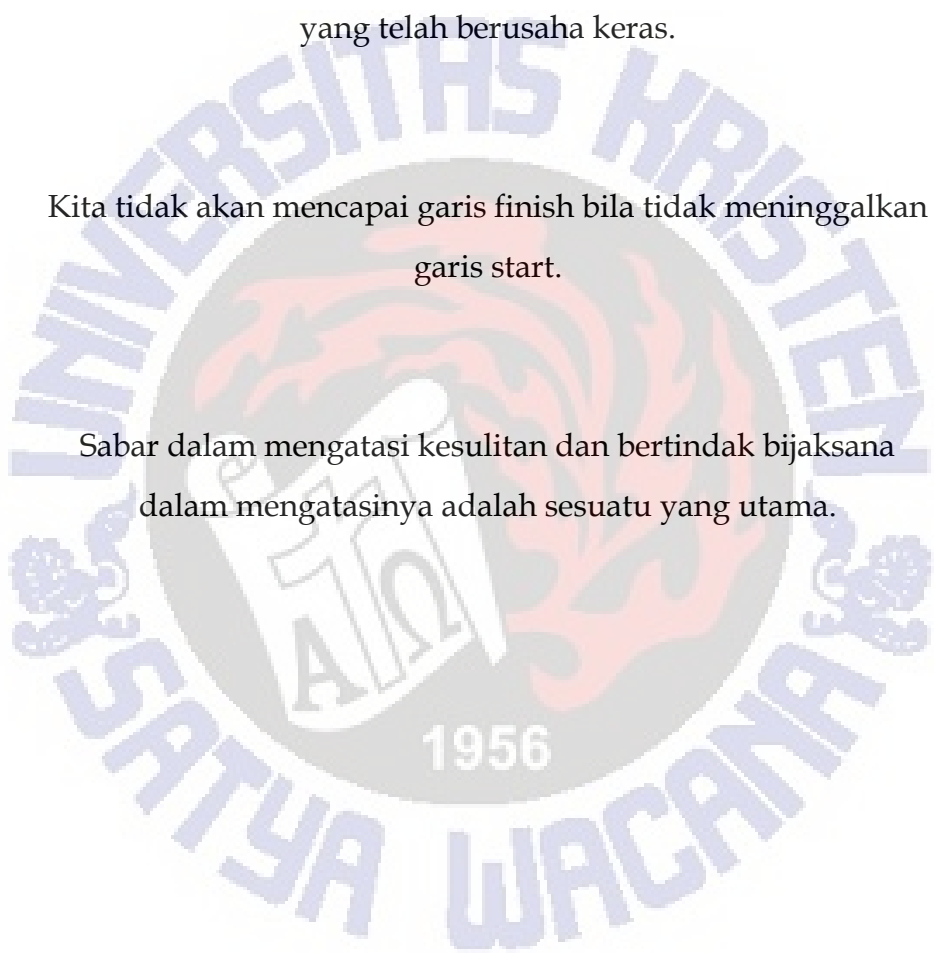 yang telah berusaha keras.
Kita tidak akan mencapai garis finish bila tidak meninggalkan
garis start.
Sabar dalam mengatasi kesulitan dan bertindak bijaksana
dalam mengatasinya adalah sesuatu yang utama.
UNIVERSITAS KRISTEN
SATYA WACANA
A Ω
1956